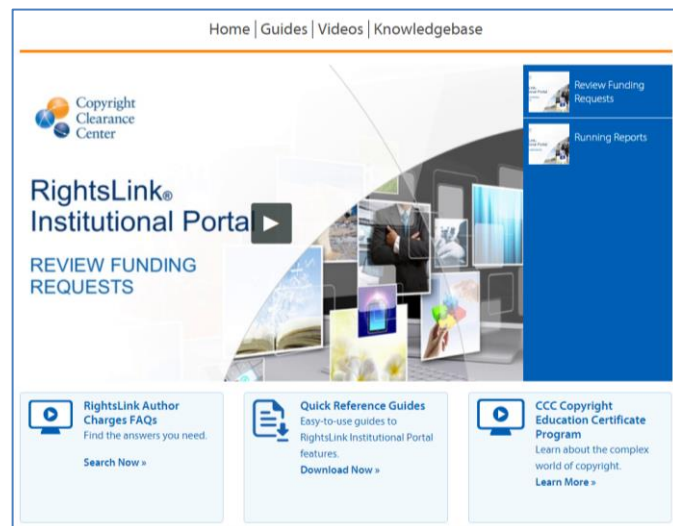 Home | Guides | Videos | Knowledgebase
Copyright
Clearance
Center
RightsLink®
Institutional Portal
REVIEW FUNDING
REQUESTS
Review Funding
Requests
Running Reports
RightsLink Author
Charges FAQs
Find the answers you need.
Search Now »
Quick Reference Guides
Easy-to-use guides to
RightsLink Institutional Portal
features.
Download Now »
CCC Copyright
Education Certificate
Program
Learn about the complex
world of copyright.
Learn More »